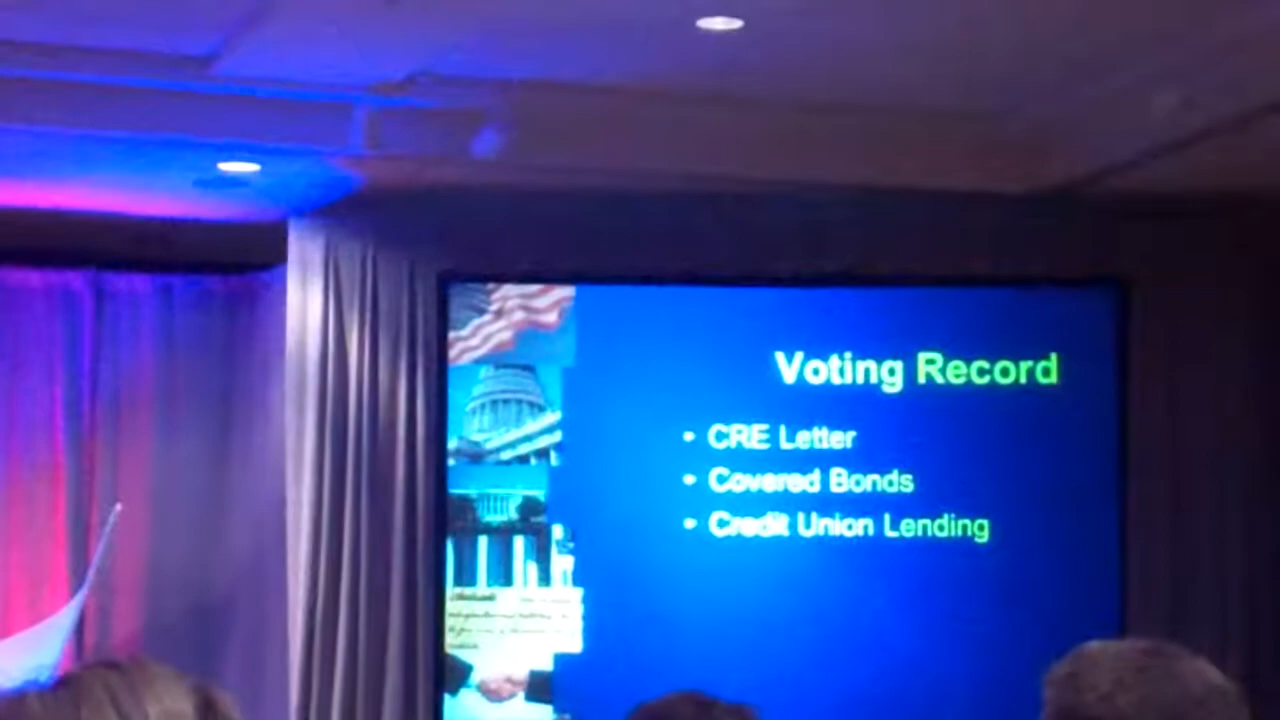 Voting Record
• CRE Letter
• Covered Bonds
• Credit Union Lending